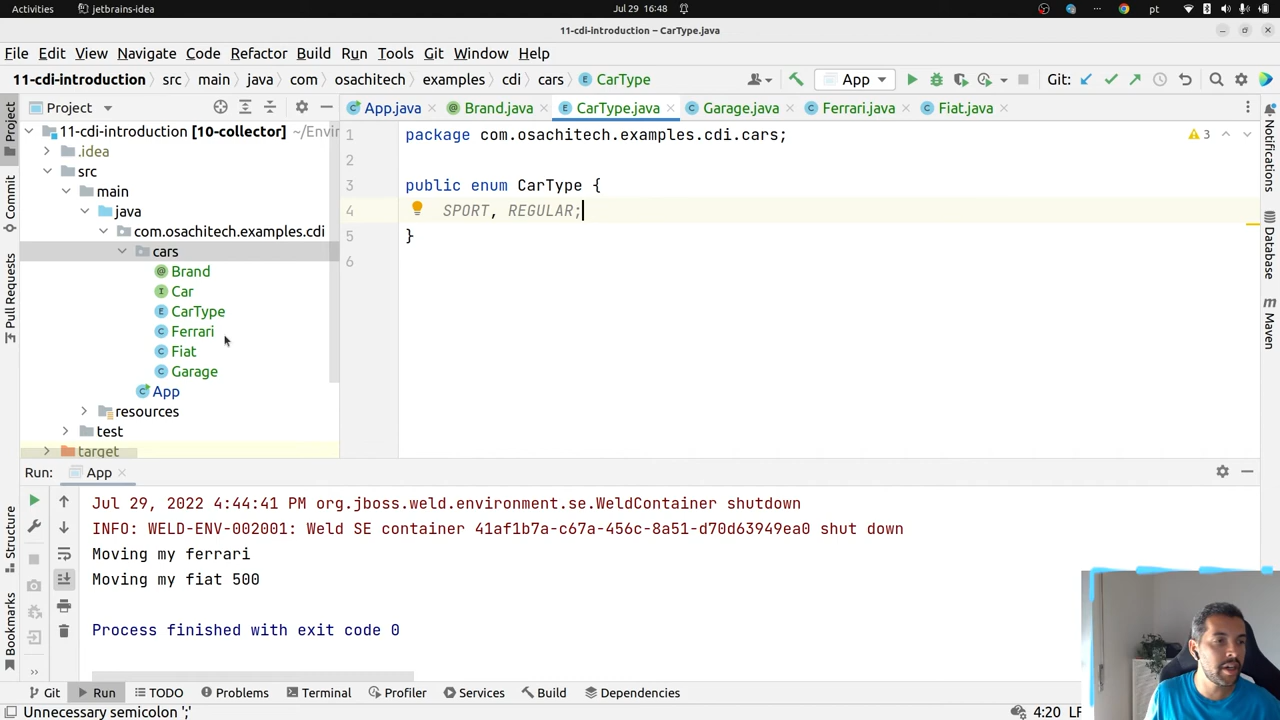 Activities
jetbrains-idea
Jul 29 16:48
pt
11-cdi-introduction – CarType.java
File Edit View Navigate Code Refactor Build Run Tools Git Window Help
11-cdi-introduction src main java com osachitech examples cdi cars CarType
App
Git:
Project
App.java
Brand.java
CarType.java
Garage.java
Ferrari.java
Fiat.java
11-cdi-introduction [10-collector] ~/Envi
.idea
src
main
java
com.osachitech.examples.cdi
cars
Brand
Car
CarType
Ferrari
Fiat
Garage
App
resources
test
target
1 package com.osachitech.examples.cdi.cars;
2
3 public enum CarType {
4 SPORT, REGULAR;
5 }
6
3
Project
Commit
Pull Requests
Structure
Bookmarks
Notifications
Database
Maven
Run: App
Jul 29, 2022 4:44:41 PM org.jboss.weld.environment.se.WeldContainer shutdown
INFO: WELD-ENV-002001: Weld SE container 41af1b7a-c67a-456c-8a51-d70d63949ea0 shut down
Moving my ferrari
Moving my fiat 500
Process finished with exit code 0
Git Run TODO Problems Terminal Profiler Services Build Dependencies
Unnecessary semicolon ';'
4:20 LF